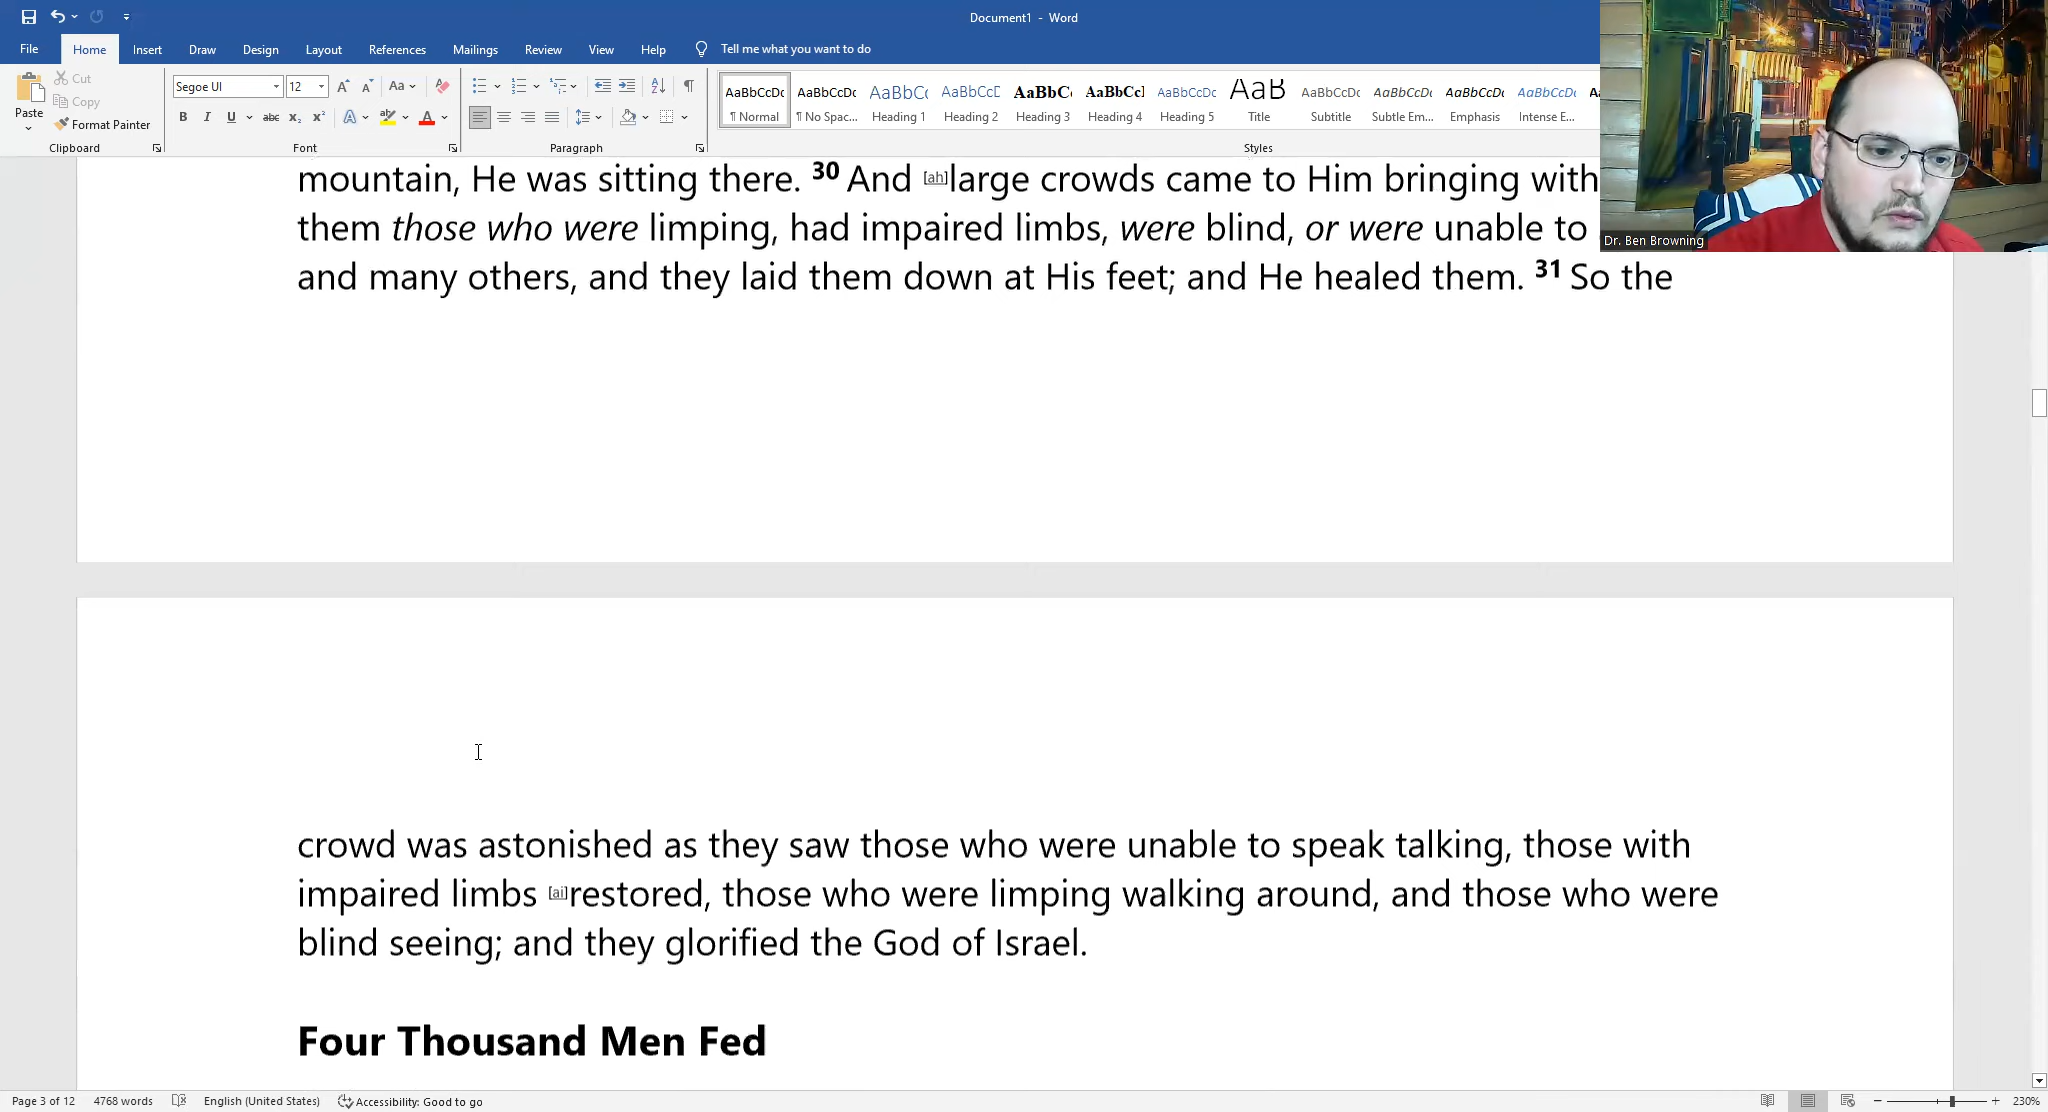 Document1 - Word
File Home Insert Draw Design Layout References Mailings Review View Help Tell me what you want to do
Paste
Cut
Copy
Format Painter
Clipboard
Segoe UI 12
Font
Paragraph
AaBbCcDc AaBbCcDc AaBbC AaBbCcD AaBbC AaBbCcI AaBbCcDc AaB AaBbCcDc AaBbCcDc AaBbCcDc AaBbCcDc
¶ Normal ¶ No Spac... Heading 1 Heading 2 Heading 3 Heading 4 Heading 5 Title Subtitle Subtle Em... Emphasis Intense E...
Styles
Dr. Ben Browning
mountain, He was sitting there. 30 And [ah]large crowds came to Him bringing with
them those who were limping, had impaired limbs, were blind, or were unable to
and many others, and they laid them down at His feet; and He healed them. 31 So the
crowd was astonished as they saw those who were unable to speak talking, those with
impaired limbs [ai]restored, those who were limping walking around, and those who were
blind seeing; and they glorified the God of Israel.
Four Thousand Men Fed
Page 3 of 12 4768 words English (United States) Accessibility: Good to go 230%